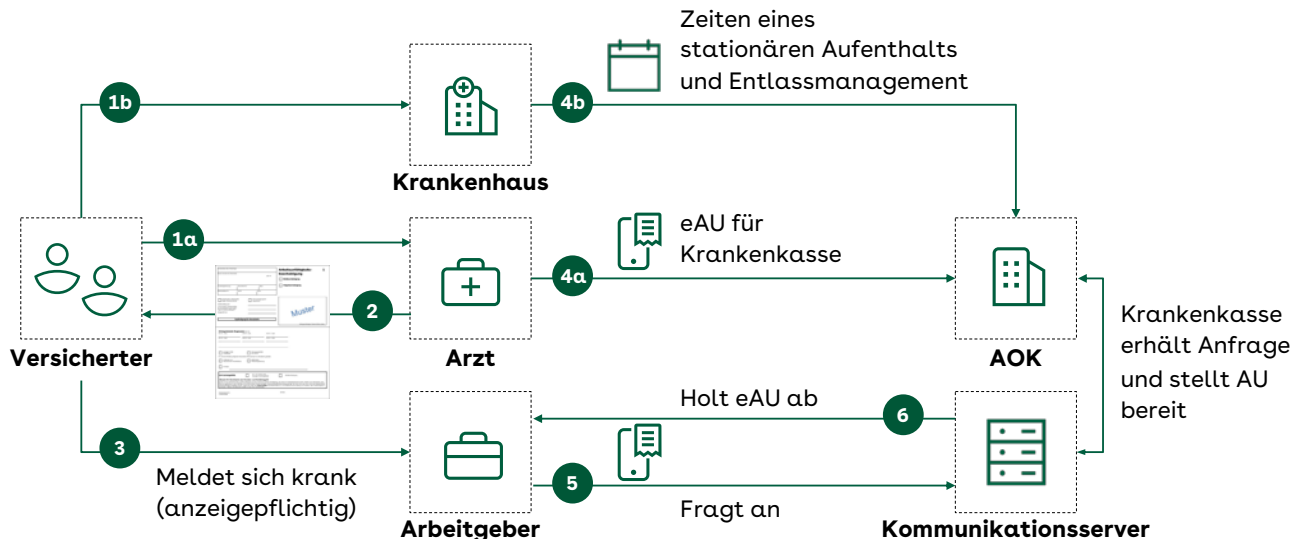 Zeiten eines
stationären Aufenthalts
und Entlassmanagement
1b
4b
Krankenhaus
1a
eAU für
Krankenkasse
4a
Muster
2
Versicherter
Arzt
AOK
Krankenkasse
erhält Anfrage
und stellt AU
bereit
Holt eAU ab
6
3
Meldet sich krank
(anzeigepflichtig)
5
Fragt an
Arbeitgeber
Kommunikationsserver